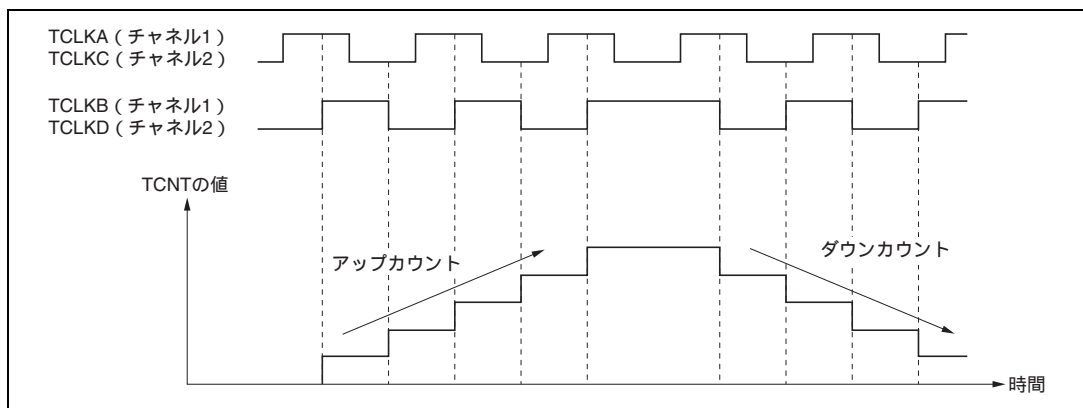 TCLKA（チャネル1）
TCLKC（チャネル2）
TCLKB（チャネル1）
TCLKD（チャネル2）
TCNTの値
アップカウント
ダウンカウント
時間